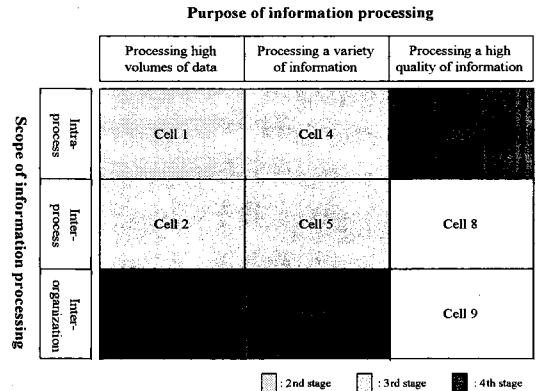 Purpose of information processing
Processing high
volumes of data
Processing a variety
of information
Processing a high
quality of information
Scope of information processing
Intra-
process
Cell 1
Cell 4
Inter-
process
Cell 2
Cell 5
Cell 8
Inter-
organization
Cell 9
: 2nd stage
: 3rd stage
: 4th stage